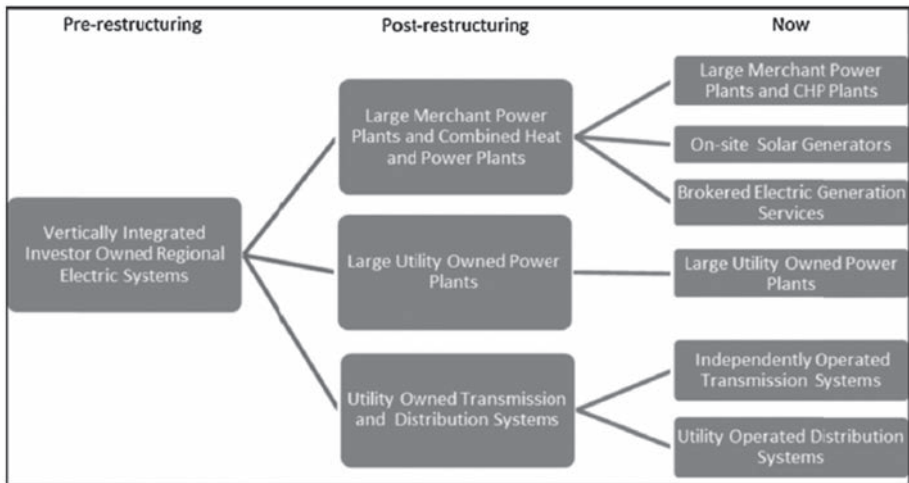 Pre-restructuring
Post-restructuring
Now
Vertically Integrated
Investor Owned Regional
Electric Systems
Large Merchant Power
Plants and Combined Heat
and Power Plants
Large Utility Owned Power
Plants
Utility Owned Transmission
and Distribution Systems
Large Merchant Power
Plants and CHP Plants
On-site Solar Generators
Brokered Electric Generation
Services
Large Utility Owned Power
Plants
Independently Operated
Transmission Systems
Utility Operated Distribution
Systems